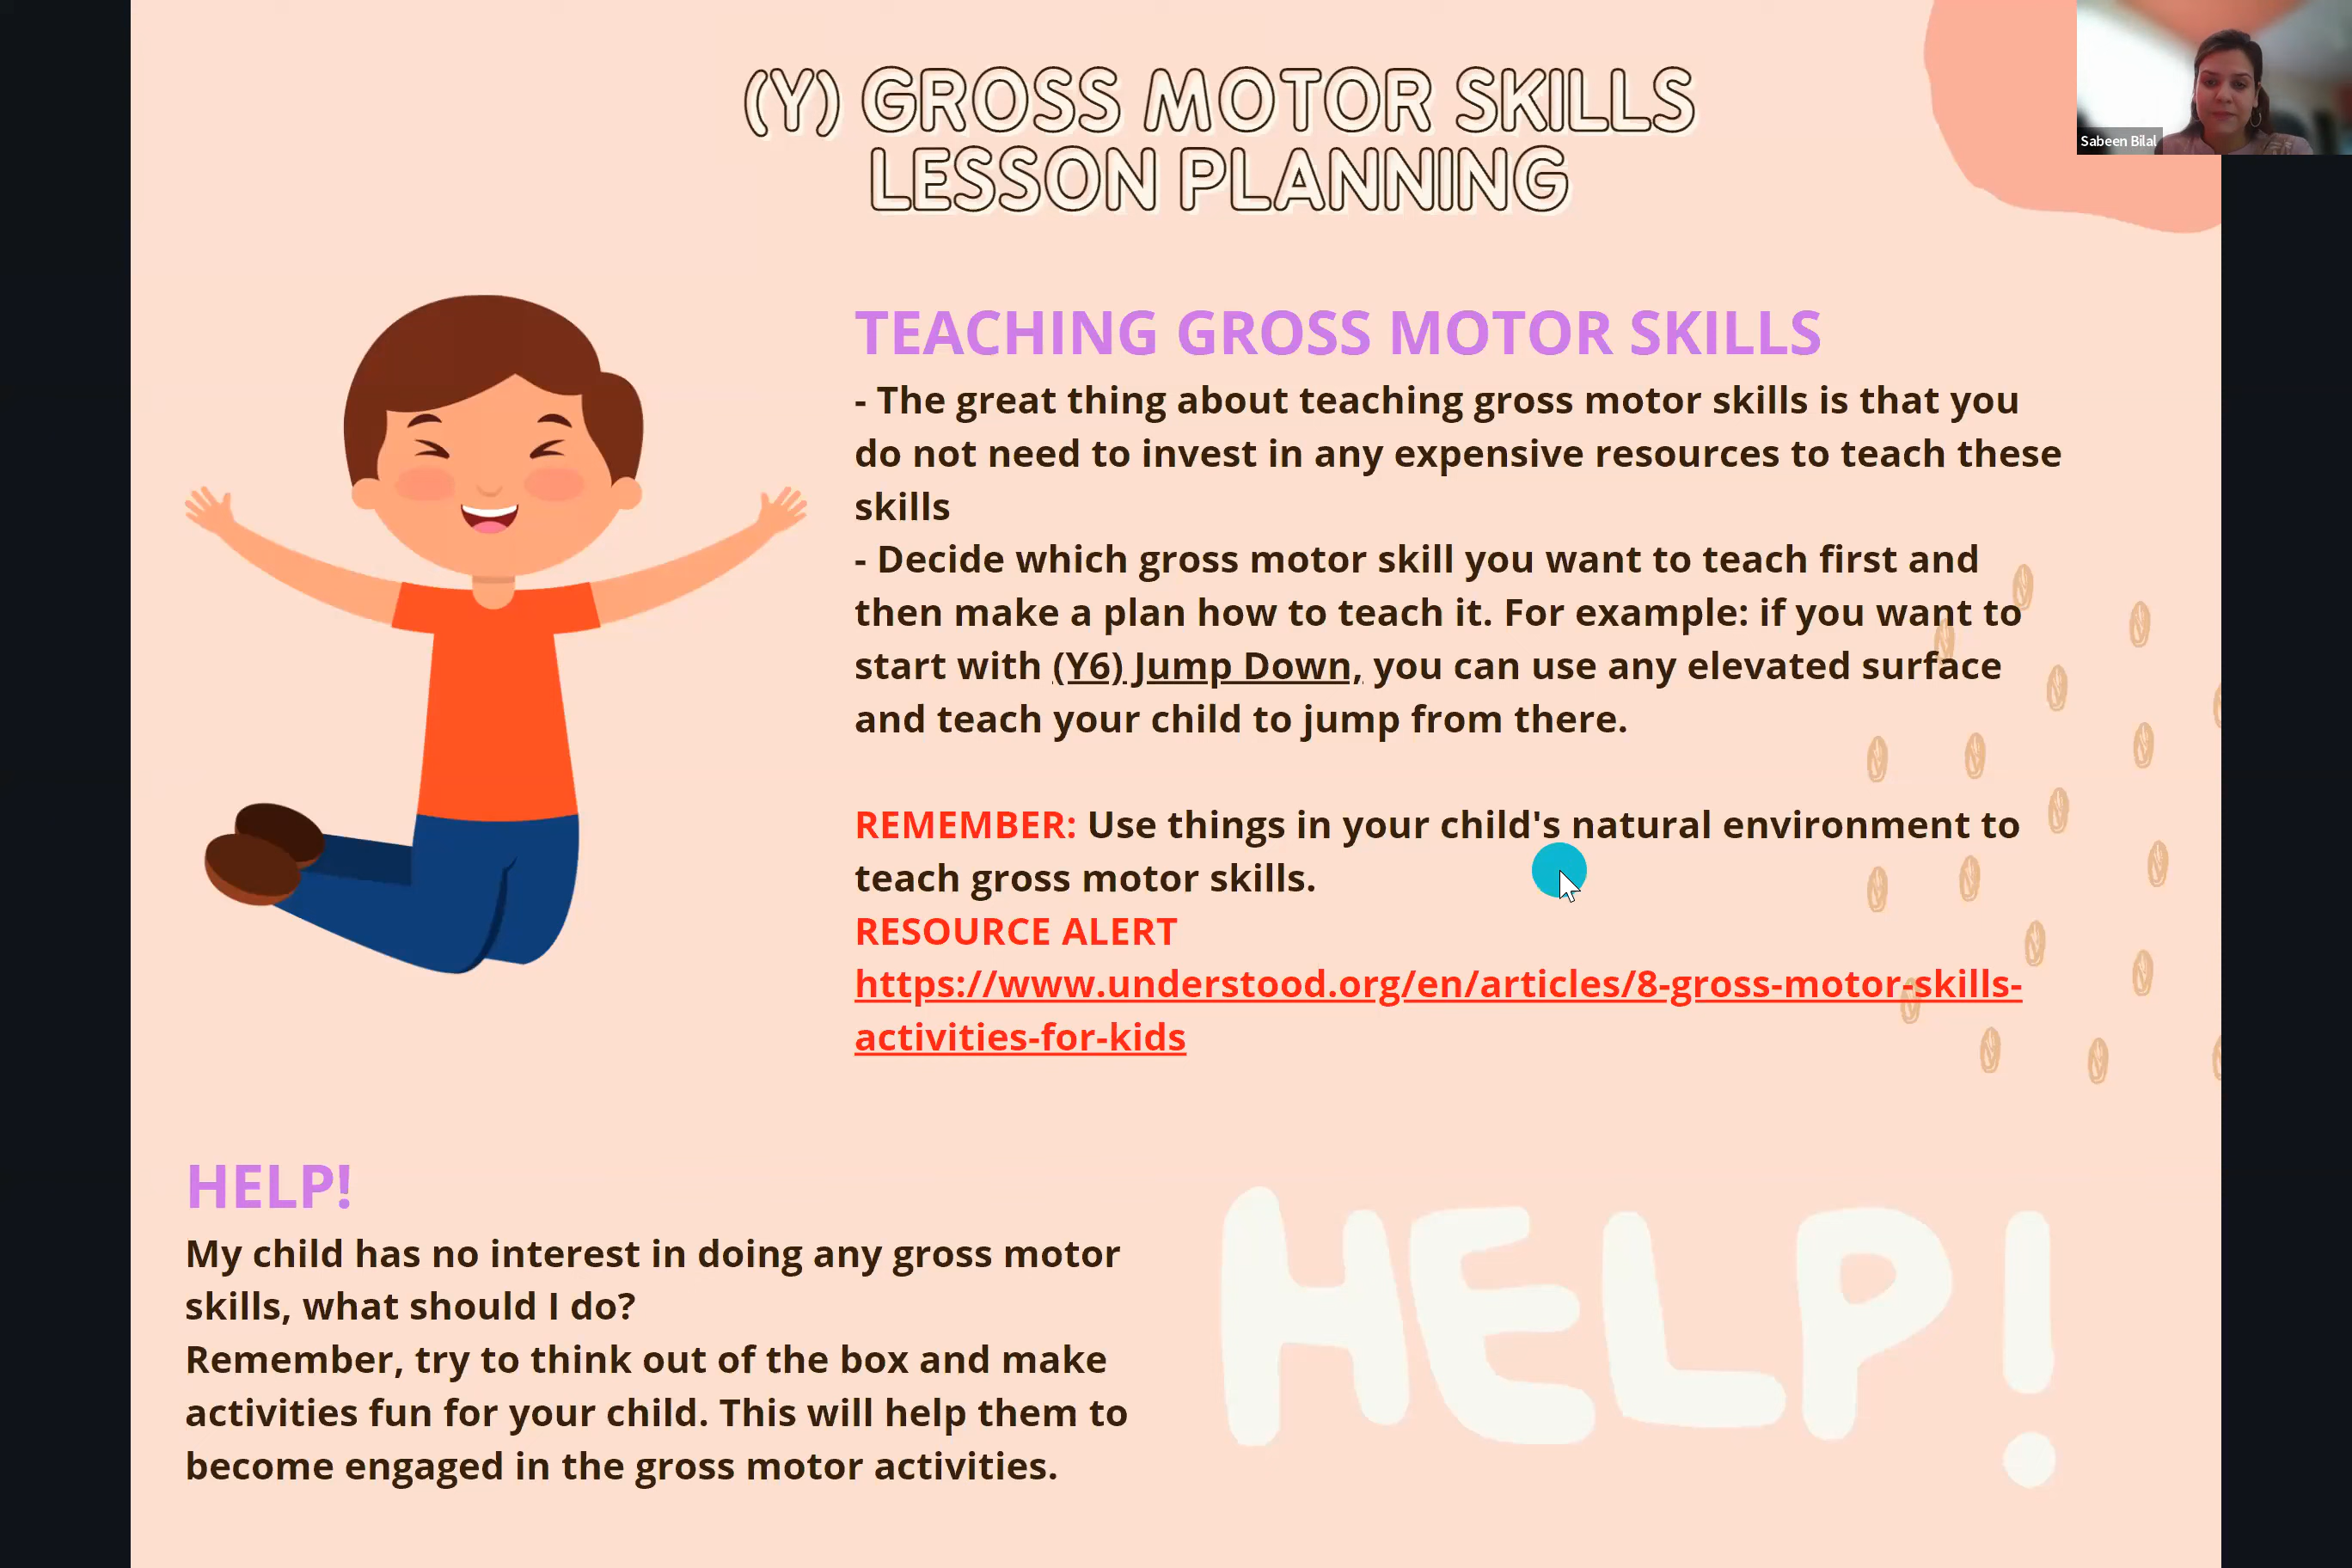 (Y) GROSS MOTOR SKILLS
LESSON PLANNING
Sabeen Bilal
TEACHING GROSS MOTOR SKILLS
- The great thing about teaching gross motor skills is that you
do not need to invest in any expensive resources to teach these
skills
- Decide which gross motor skill you want to teach first and
then make a plan how to teach it. For example: if you want to
start with (Y6) Jump Down, you can use any elevated surface
and teach your child to jump from there.
REMEMBER: Use things in your child's natural environment to
teach gross motor skills.
RESOURCE ALERT
https://www.understood.org/en/articles/8-gross-motor-skills-
activities-for-kids
HELP!
My child has no interest in doing any gross motor
skills, what should I do?
Remember, try to think out of the box and make
activities fun for your child. This will help them to
become engaged in the gross motor activities.
HELP!